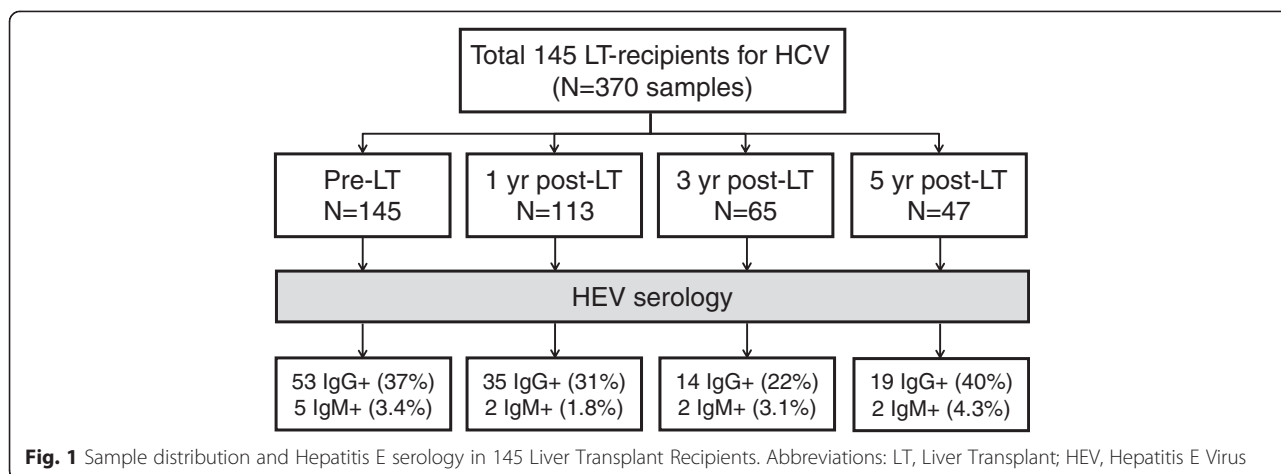 Total 145 LT-recipients for HCV
(N=370 samples)
Pre-LT
N=145
1 yr post-LT
N=113
3 yr post-LT
N=65
5 yr post-LT
N=47
HEV serology
53 IgG+ (37%)
5 IgM+ (3.4%)
35 IgG+ (31%)
2 IgM+ (1.8%)
14 IgG+ (22%)
2 IgM+ (3.1%)
19 IgG+ (40%)
2 IgM+ (4.3%)
Fig. 1 Sample distribution and Hepatitis E serology in 145 Liver Transplant Recipients. Abbreviations: LT, Liver Transplant; HEV, Hepatitis E Virus